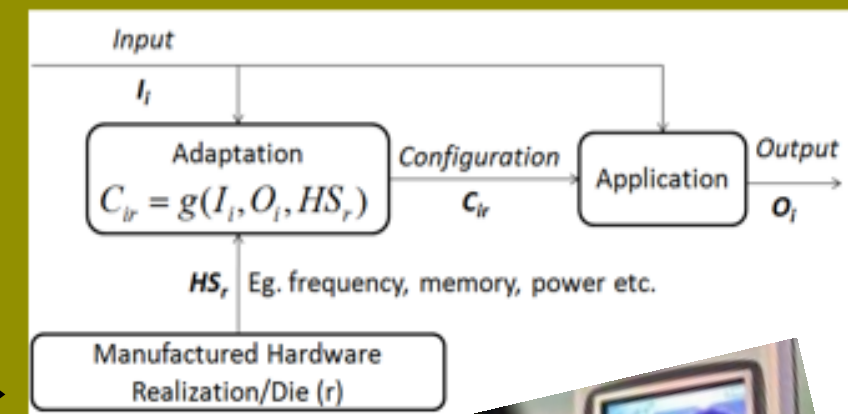 Input
I_i
Adaptation
C_ir = g(I_i, O_i, HS_r)
Configuration
C_ir
Application
Output
O_i
HS_r Eg. frequency, memory, power etc.
Manufactured Hardware
Realization/Die (r)